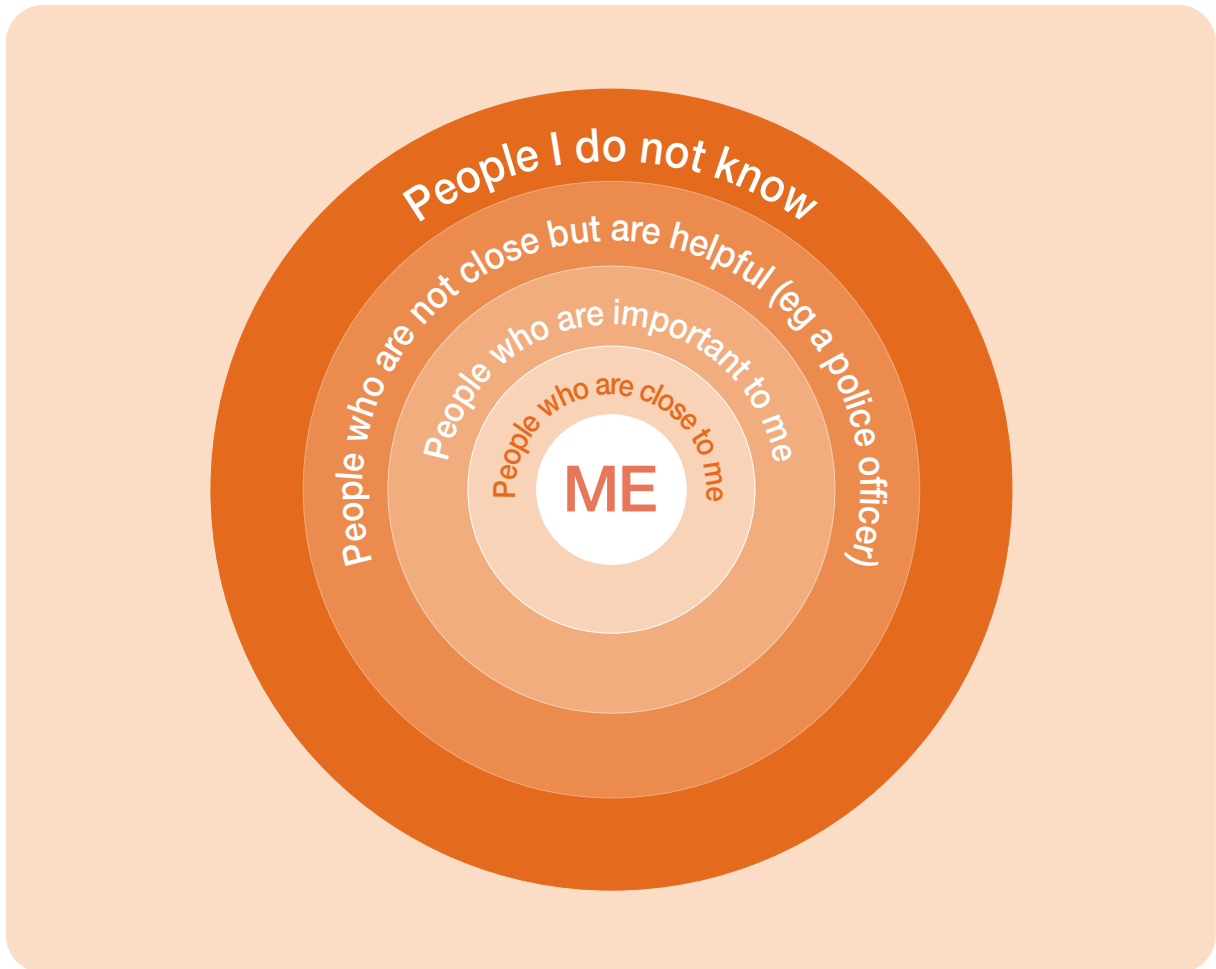 People I do not know
People who are not close but are helpful (eg a police officer)
People who are important to me
People who are close to me
ME